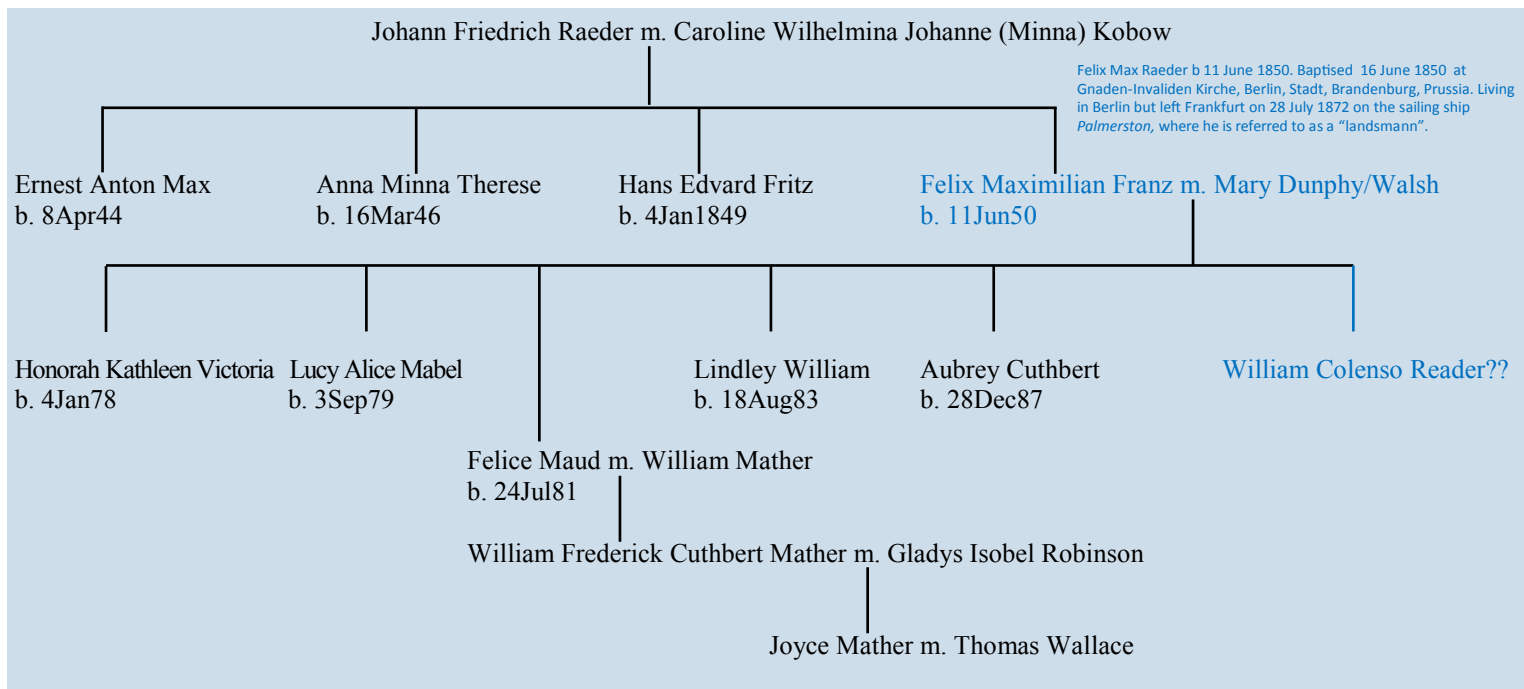 Johann Friedrich Raeder m. Caroline Wilhelmina Johanne (Minna) Kobow
Felix Max Raeder b 11 June 1850. Baptised 16 June 1850 at
Gnaden-Invaliden Kirche, Berlin, Stadt, Brandenburg, Prussia. Living
in Berlin but left Frankfurt on 28 July 1872 on the sailing ship
Palmerston, where he is referred to as a “landsmann”.
Ernest Anton Max
b. 8Apr44
Anna Minna Therese
b. 16Mar46
Hans Edvard Fritz
b. 4Jan1849
Felix Maximilian Franz m. Mary Dunphy/Walsh
b. 11Jun50
Honorah Kathleen Victoria
b. 4Jan78
Lucy Alice Mabel
b. 3Sep79
Lindley William
b. 18Aug83
Aubrey Cuthbert
b. 28Dec87
William Colenso Reader??
Felice Maud m. William Mather
b. 24Jul81
William Frederick Cuthbert Mather m. Gladys Isobel Robinson
Joyce Mather m. Thomas Wallace